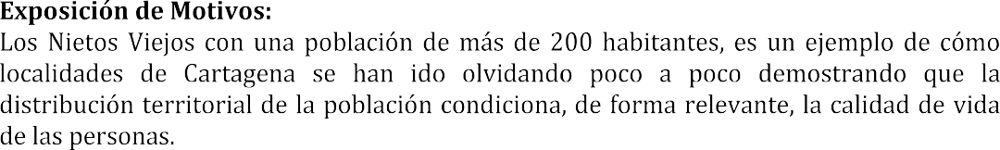 Exposición de Motivos:
Los Nietos Viejos con una población de más de 200 habitantes, es un ejemplo de cómo
localidades de Cartagena se han ido olvidando poco a poco demostrando que la
distribución territorial de la población condiciona, de forma relevante, la calidad de vida
de las personas.